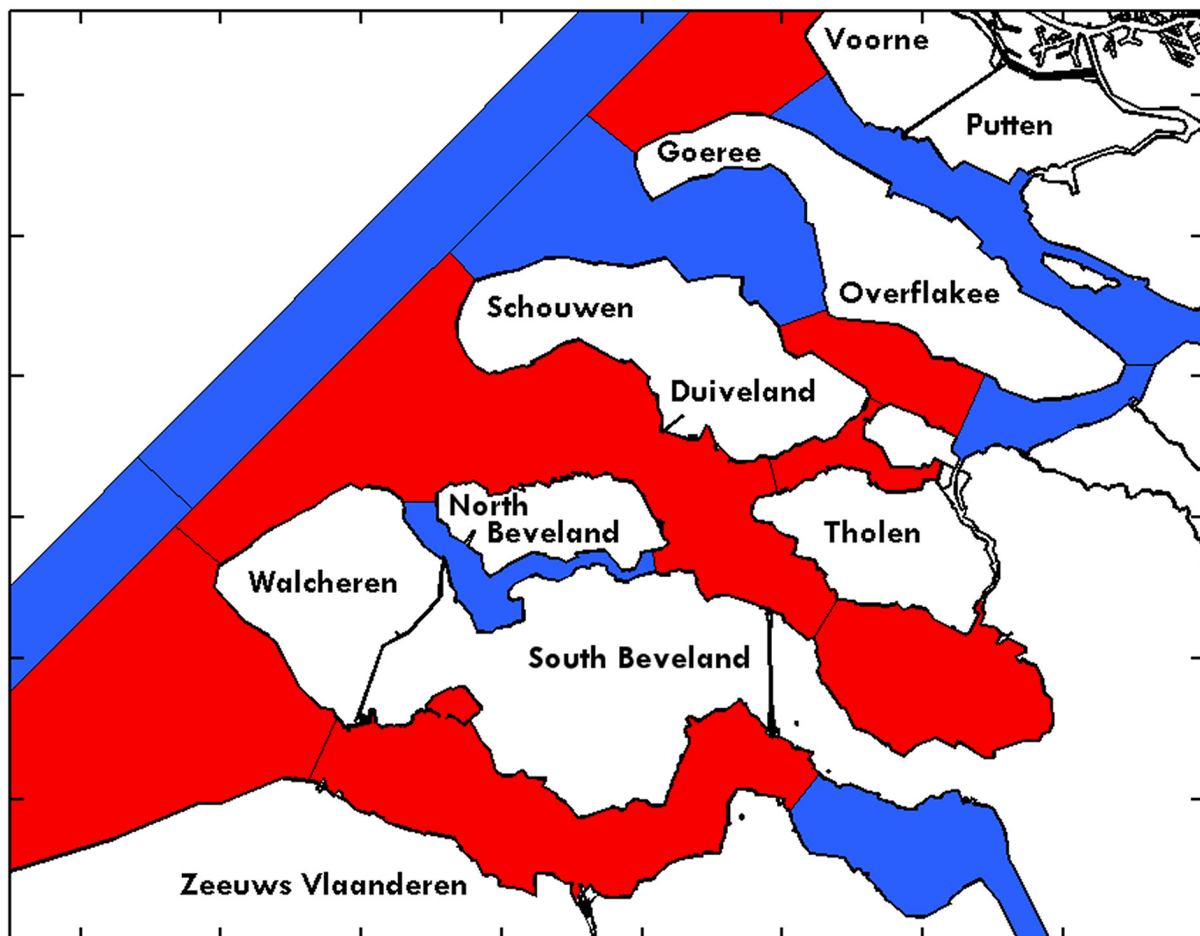 Voorne
Putten
Goeree
Overflakee
Schouwen
Duiveland
North
Beveland
Tholen
Walcheren
South Beveland
Zeeuws Vlaanderen